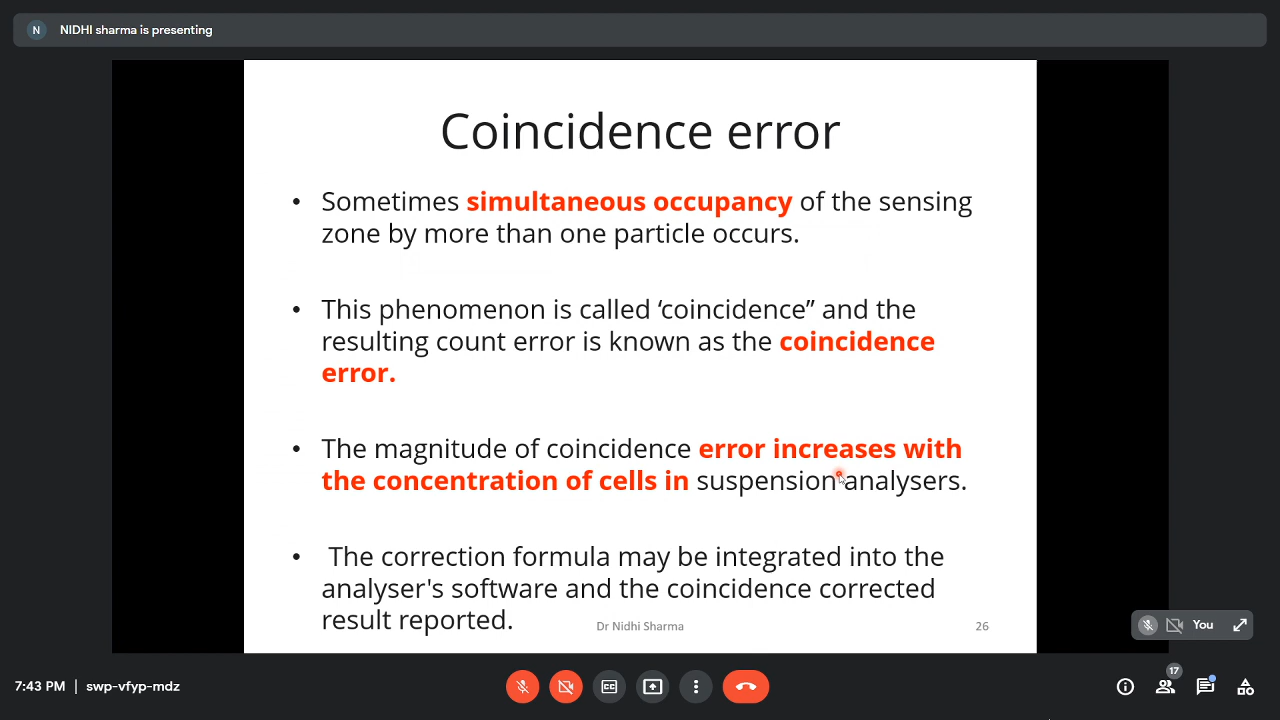 N NIDHI sharma is presenting
Coincidence error
• Sometimes simultaneous occupancy of the sensing
zone by more than one particle occurs.
• This phenomenon is called ‘coincidence” and the
resulting count error is known as the coincidence
error.
• The magnitude of coincidence error increases with
the concentration of cells in suspension analysers.
• The correction formula may be integrated into the
analyser's software and the coincidence corrected
result reported.
Dr Nidhi Sharma 26
You
7:43 PM | swp-vfyp-mdz
CC
17